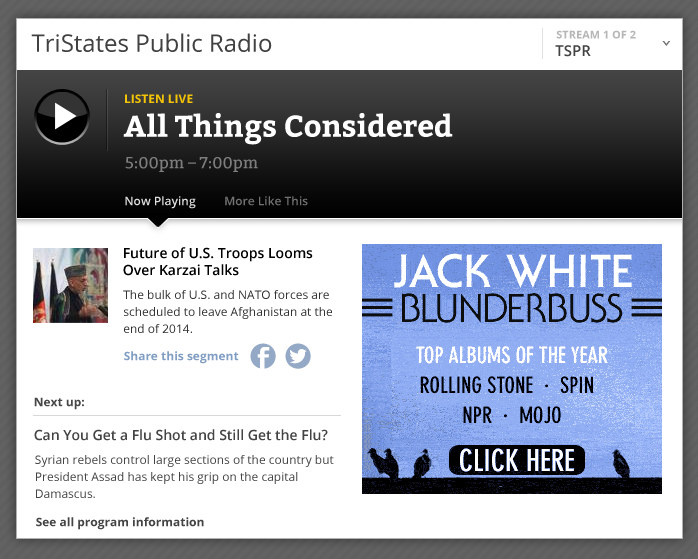 TriStates Public Radio
STREAM 1 OF 2
TSPR
LISTEN LIVE
All Things Considered
5:00pm – 7:00pm
Now Playing
More Like This
Future of U.S. Troops Looms
Over Karzai Talks
The bulk of U.S. and NATO forces are
scheduled to leave Afghanistan at the
end of 2014.
Share this segment
Next up:
Can You Get a Flu Shot and Still Get the Flu?
Syrian rebels control large sections of the country but
President Assad has kept his grip on the capital
Damascus.
See all program information
JACK WHITE
BLUNDERBUSS
TOP ALBUMS OF THE YEAR
ROLLING STONE · SPIN
NPR · MOJO
CLICK HERE